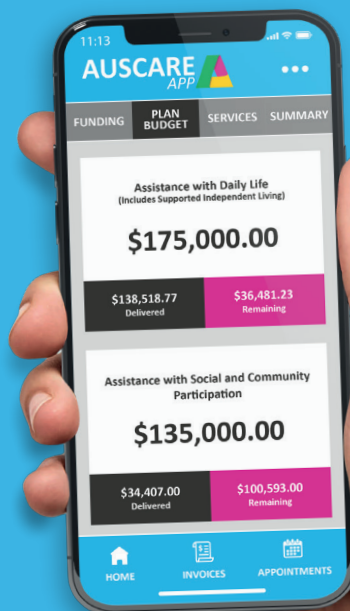 11:13
AUSCARE
APP
FUNDING
PLAN
BUDGET
SERVICES
SUMMARY
Assistance with Daily Life
(Includes Supported Independent Living)
$175,000.00
$138,518.77
Delivered
$36,481.23
Remaining
Assistance with Social and Community
Participation
$135,000.00
$34,407.00
Delivered
$100,593.00
Remaining
HOME
INVOICES
APPOINTMENTS